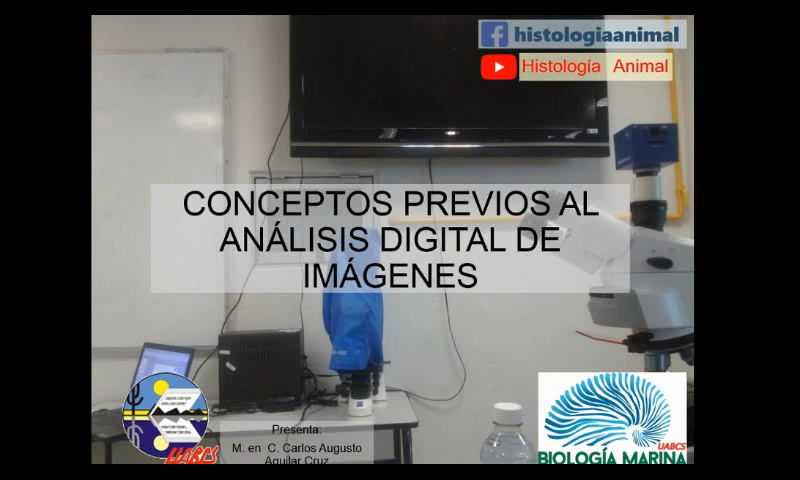 histologiaanimal
Histología Animal
CONCEPTOS PREVIOS AL
ANÁLISIS DIGITAL DE
IMÁGENES
Presenta:
M. en C. Carlos Augusto
Aguilar Cruz
UABCS
UABCS
BIOLOGÍA MARINA